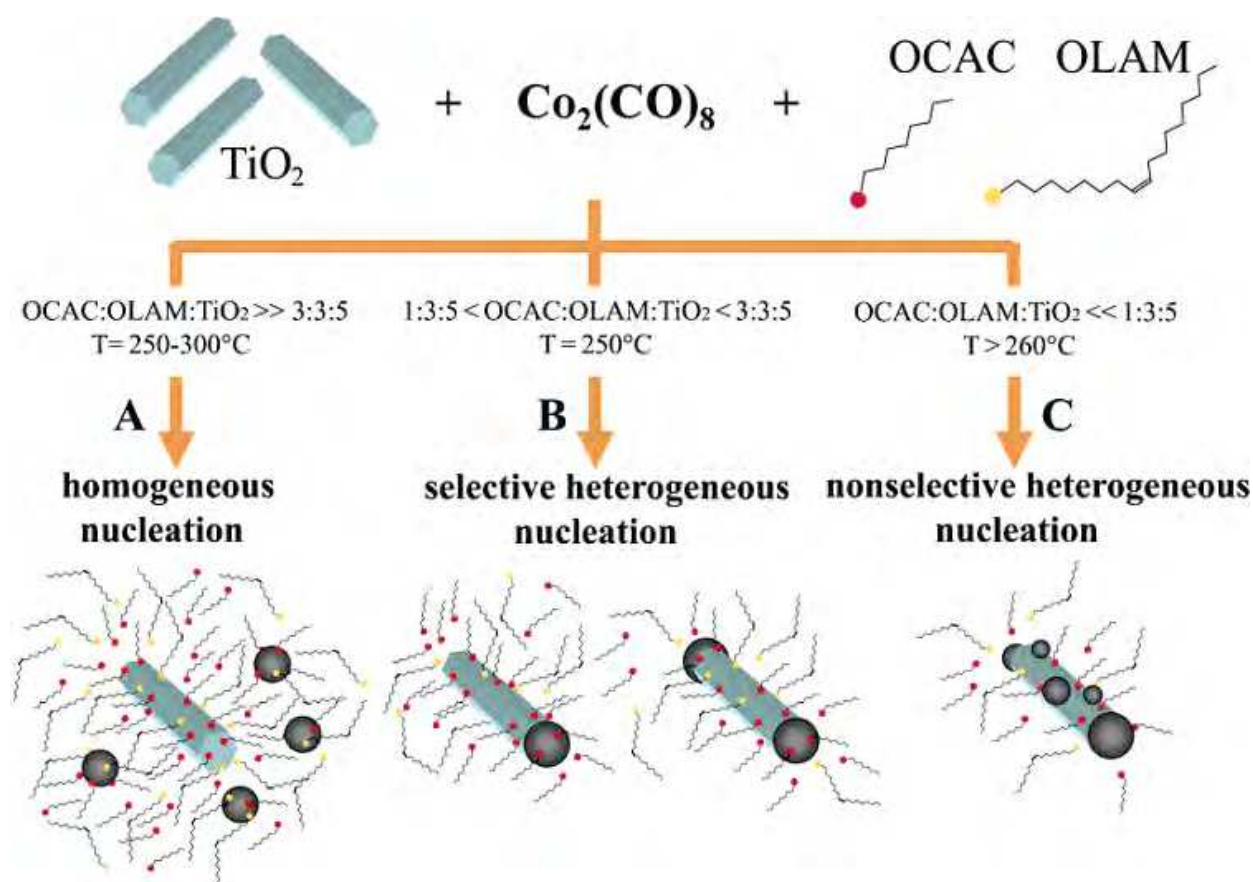 OCAC OLAM
+ Co₂(CO)₈ +
TiO₂
OCAC:OLAM:TiO₂ >> 3:3:5
T= 250-300°C
1:3:5 < OCAC:OLAM:TiO₂ < 3:3:5
T = 250°C
OCAC:OLAM:TiO₂ << 1:3:5
T > 260°C
A
B
C
homogeneous
nucleation
selective heterogeneous
nucleation
nonselective heterogeneous
nucleation